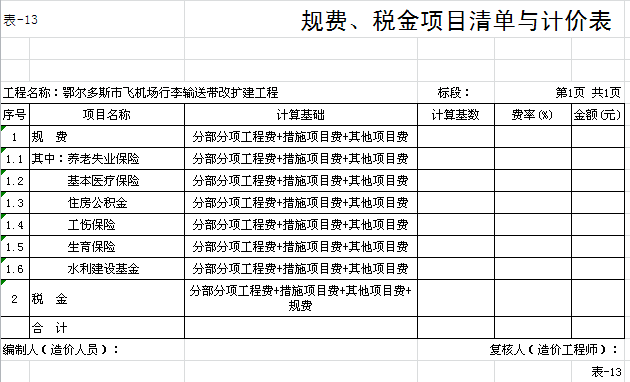 表-13
规费、税金项目清单与计价表
工程名称：鄂尔多斯市飞机场行李输送带改扩建工程 标段： 第1页 共1页
序号 项目名称 计算基础 计算基数 费率(%) 金额(元)
1 规 费 分部分项工程费+措施项目费+其他项目费
1.1 其中：养老失业保险 分部分项工程费+措施项目费+其他项目费
1.2 基本医疗保险 分部分项工程费+措施项目费+其他项目费
1.3 住房公积金 分部分项工程费+措施项目费+其他项目费
1.4 工伤保险 分部分项工程费+措施项目费+其他项目费
1.5 生育保险 分部分项工程费+措施项目费+其他项目费
1.6 水利建设基金 分部分项工程费+措施项目费+其他项目费
2 税 金 分部分项工程费+措施项目费+其他项目费+
规费
合 计
编制人(造价人员)： 复核人(造价工程师)：
表-13